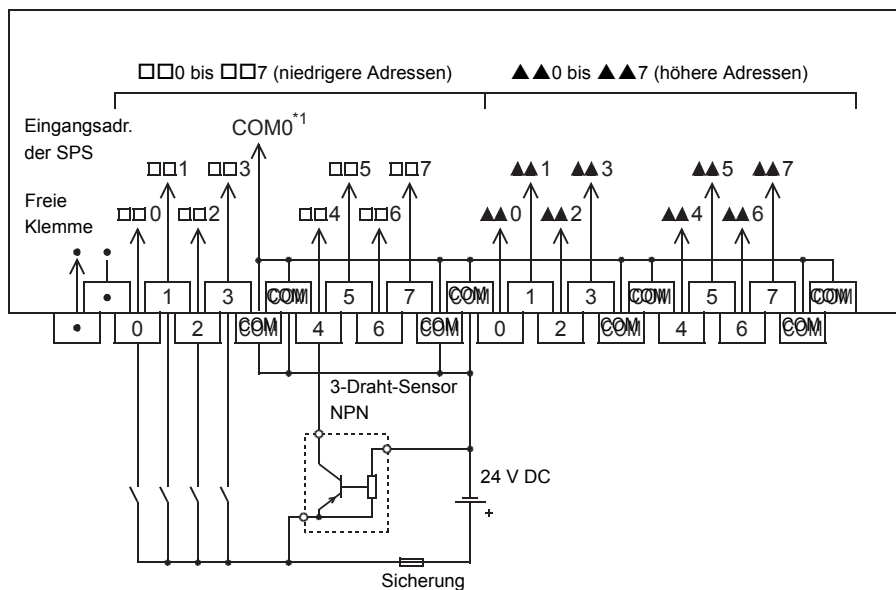 □□0 bis □□7 (niedrigere Adressen) ▲▲0 bis ▲▲7 (höhere Adressen)
Eingangsadr.
der SPS
COM0*1
□□1 □□3 □□5 □□7 ▲▲1 ▲▲3 ▲▲5 ▲▲7
Freie
Klemme
□□0 □□2 □□4 □□6 ▲▲0 ▲▲2 ▲▲4 ▲▲6
• 1 3 COM 5 7 COM 1 3 COM 5 7 COM
• 0 2 COM 4 6 COM 0 2 COM 4 6 COM
3-Draht-Sensor
NPN
24 V DC
+
Sicherung